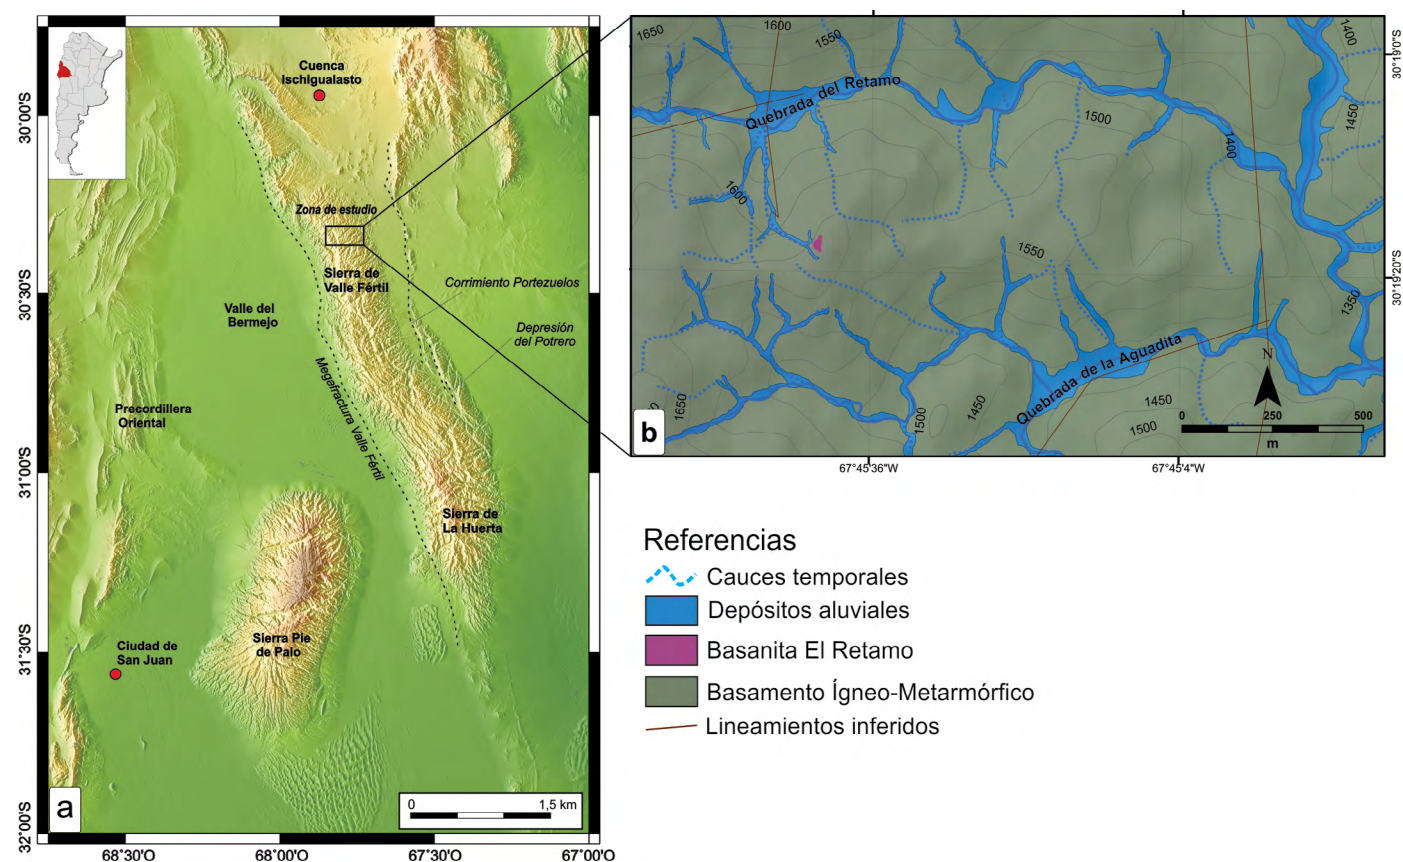 Cuenca
Ischigualasto
Zona de estudio
Sierra de
Valle Fértil
Corrimiento Portezuelos
Valle del
Bermejo
Depresión
del Potrero
Megafractura Valle Fértil
Precordillera
Oriental
Sierra de
La Huerta
Sierra Pie
de Palo
Ciudad de
San Juan
a
0 1,5 km
30°00'S
30°30'S
31°00'S
31°30'S
32°00'S
68°30'O
68°00'O
67°30'O
67°00'O
1650
1600
1550
1400
Quebrada del Retamo
1500
1450
1400
1600
1550
1350
Quebrada de la Aguadita
N
1650
50
1500
1450
1450
1500
0 250 500
m
b
30°19'0"S
30°19'20"S
67°45'36"W
67°45'4"W
Referencias
Cauces temporales
Depósitos aluviales
Basanita El Retamo
Basamento Ígneo-Metarmórfico
Lineamientos inferidos